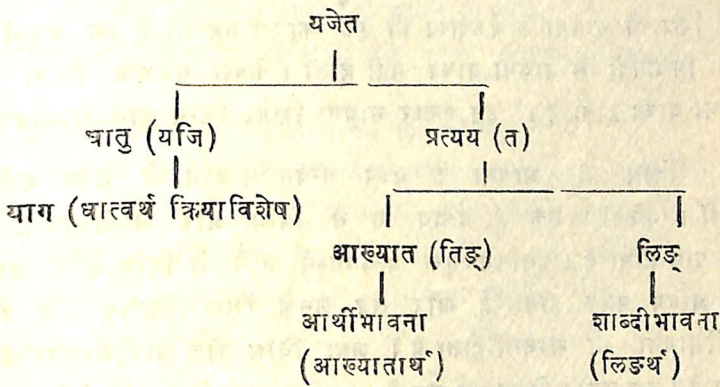 यजेत
धातु (यजि) प्रत्यय (त)
याग (धात्वर्थ क्रियाविशेष)
आख्यात (तिङ्) लिङ्
आर्थीभावना शाब्दीभावना
(आख्यातार्थ) (लिङर्थ)